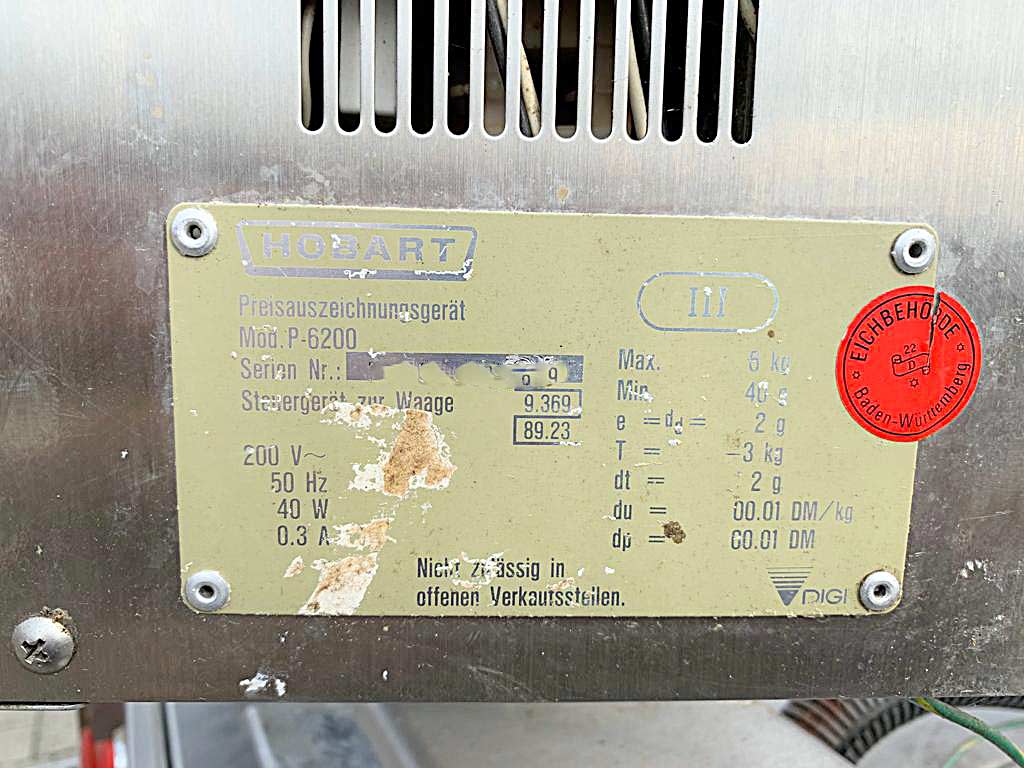 HOBART
Preisauszeichnungsgerät
Mod. P-6200
Serien Nr.:
Steuergerät zur Waage 9.369
89.23
200 V~
50 Hz
40 W
0.3 A
III
Max. 6 kg
Min. 40 g
e = dd = 2 g
T = -3 kg
dt = 2 g
du = 00.01 DM/kg
dp = 60.01 DM
Nicht zulässig in
offenen Verkaufsstellen.
DIGI
EICHBEHÖRDE
22
D
Baden-Württemberg